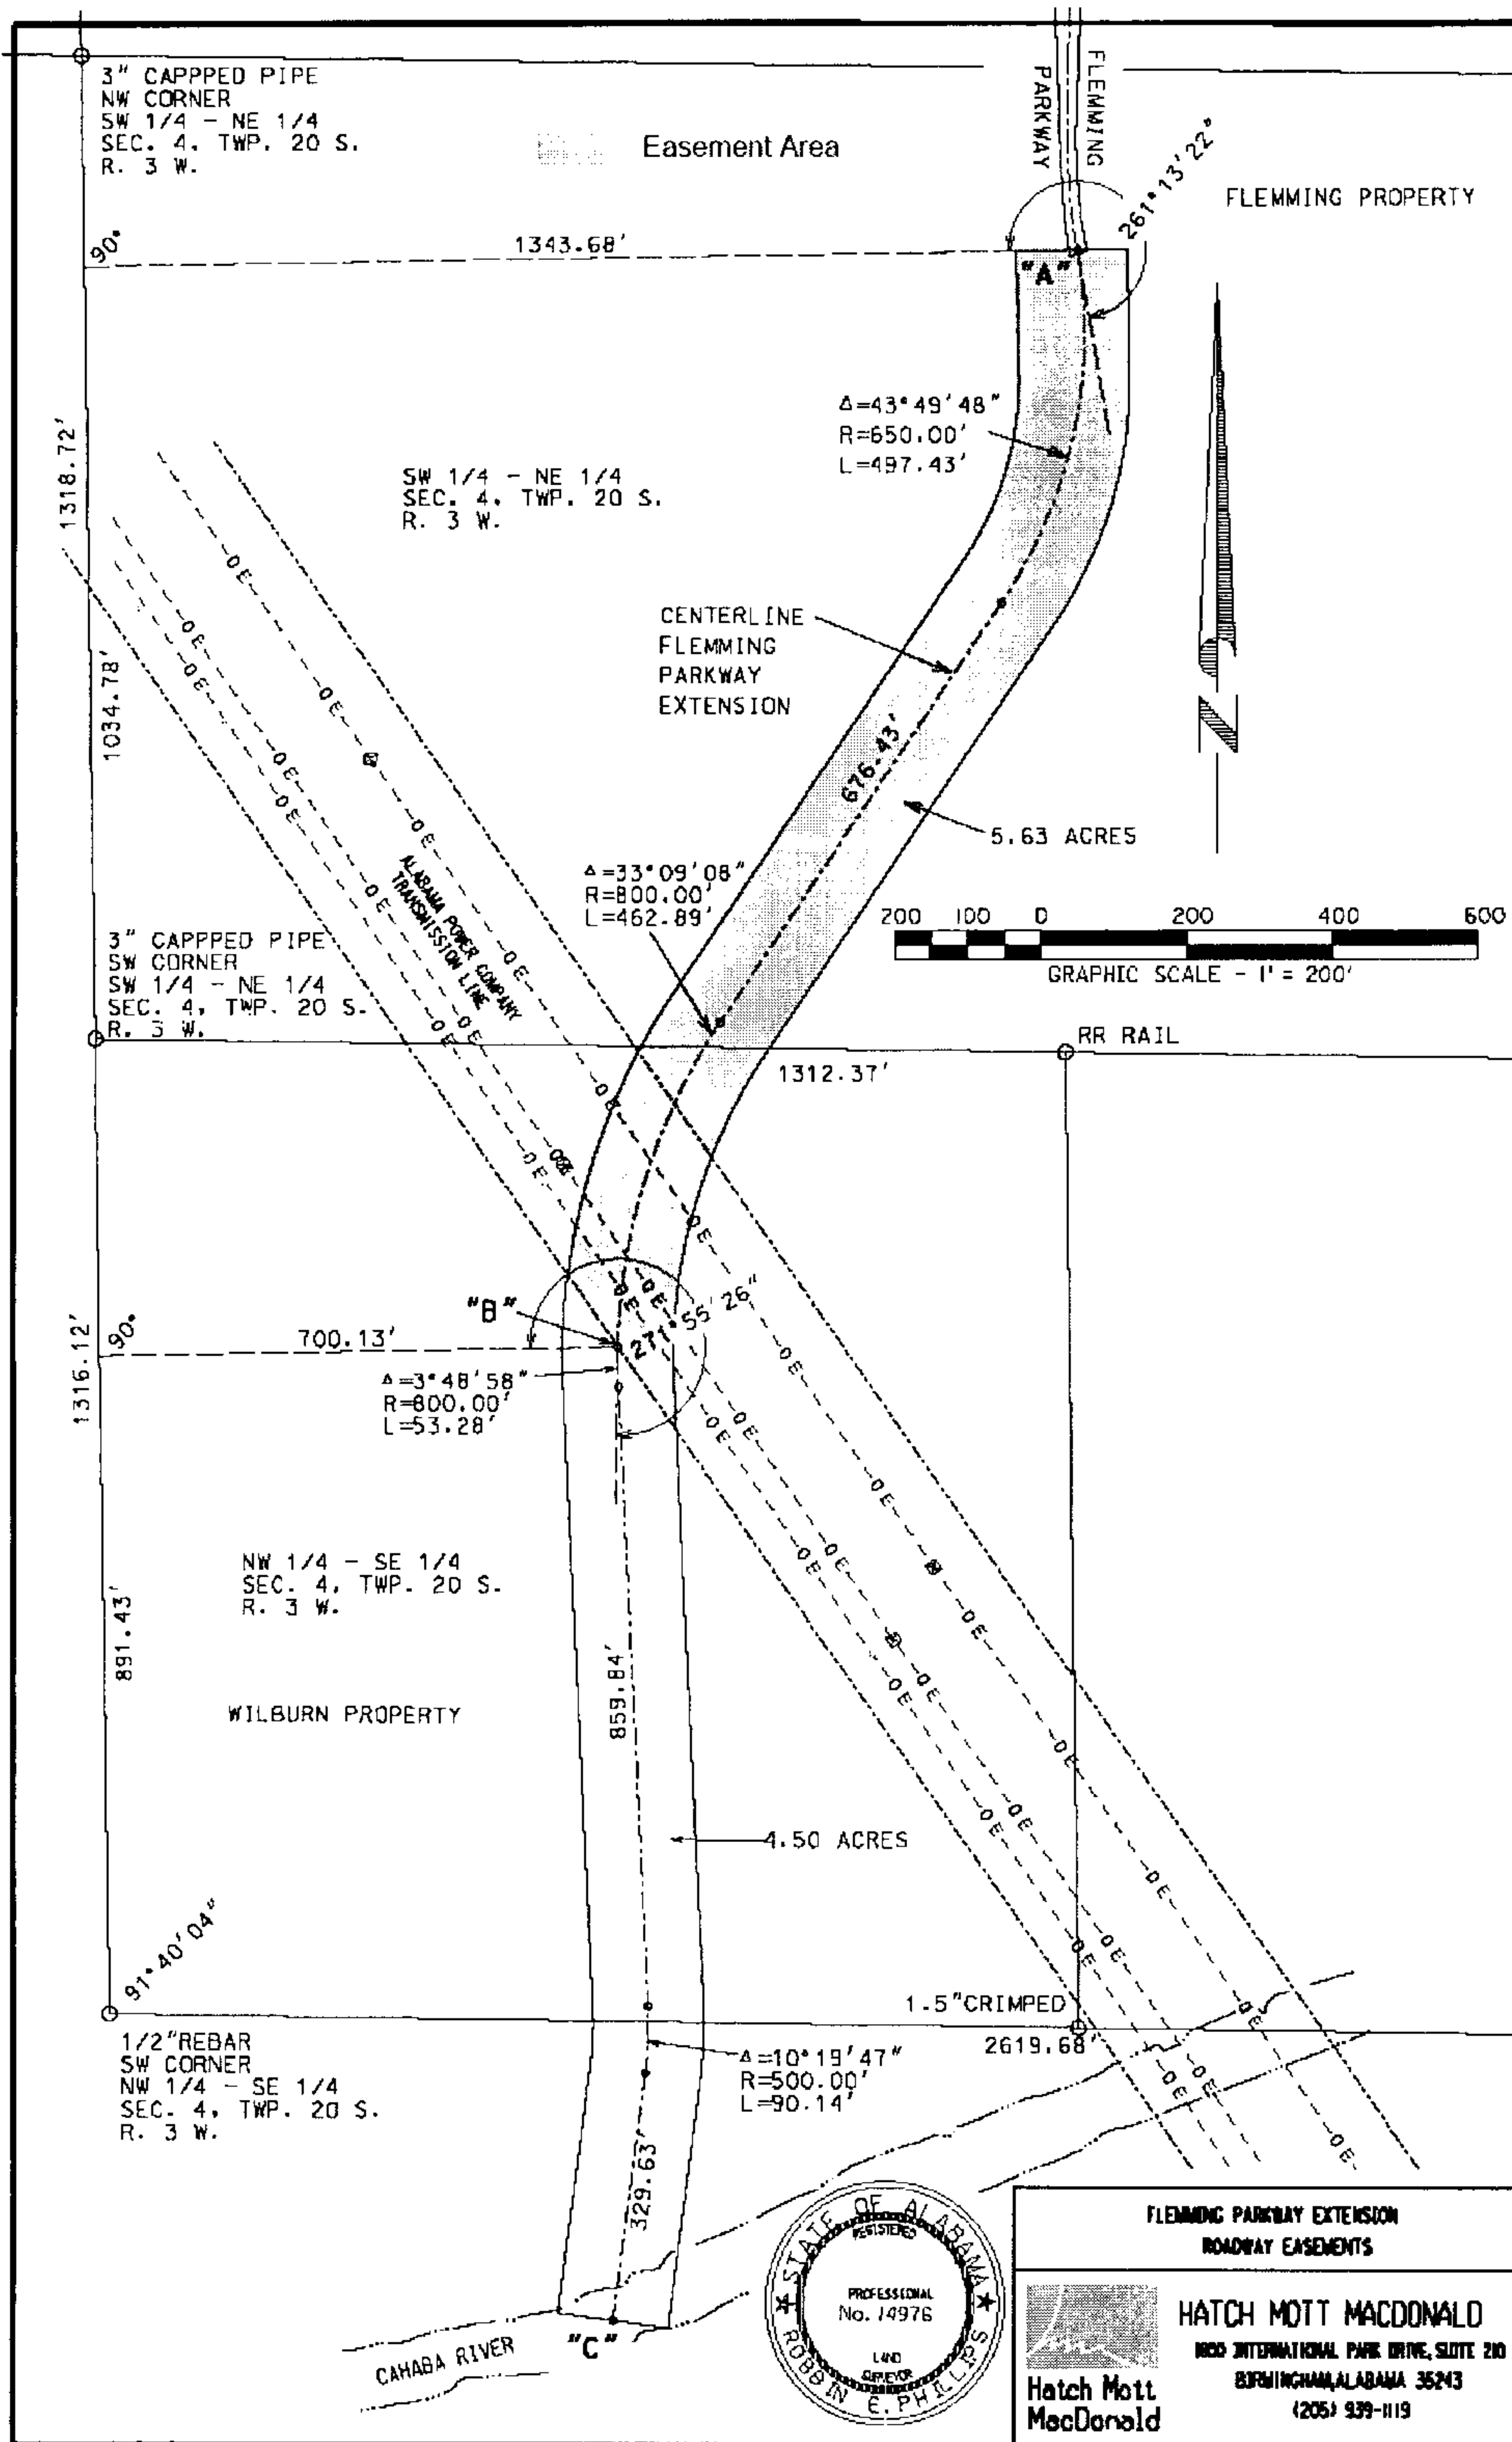 3" CAPPPED PIPE
NW CORNER
SW 1/4 - NE 1/4
SEC. 4, TWP. 20 S.
R. 3 W.
Easement Area
FLEMMING
PARKWAY
261°13'22"
FLEMMING PROPERTY
90°
1343.68'
"A"
Δ=43°49'48"
R=650.00'
L=497.43'
1318.72'
SW 1/4 - NE 1/4
SEC. 4, TWP. 20 S.
R. 3 W.
CENTERLINE
FLEMMING
PARKWAY
EXTENSION
1034.78'
676.43'
5.63 ACRES
N
Δ=33°09'08"
R=800.00'
L=462.89'
ALABAMA POWER COMPANY
TRANSMISSION LINE
200 100 0 200 400 600
GRAPHIC SCALE - 1" = 200'
3" CAPPPED PIPE
SW CORNER
SW 1/4 - NE 1/4
SEC. 4, TWP. 20 S.
R. 3 W.
RR RAIL
1312.37'
"B"
271°55'26"
90°
700.13'
1316.12'
Δ=3°48'58"
R=800.00'
L=53.28'
NW 1/4 - SE 1/4
SEC. 4, TWP. 20 S.
R. 3 W.
891.43'
WILBURN PROPERTY
859.84'
4.50 ACRES
91°40'04"
1.5"CRIMPED
2619.68'
1/2"REBAR
SW CORNER
NW 1/4 - SE 1/4
SEC. 4, TWP. 20 S.
R. 3 W.
Δ=10°19'47"
R=500.00'
L=90.14'
329.63'
"C"
CAHABA RIVER
STATE OF ALABAMA
REGISTERED
PROFESSIONAL
No. 14976
LAND
SURVEYOR
ROBBIN E. PHILLIPS
FLEMMING PARKWAY EXTENSION
ROADWAY EASEMENTS
Hatch Mott
MacDonald
HATCH MOTT MACDONALD
1800 INTERNATIONAL PARK DRIVE, SUITE 210
BIRMINGHAM, ALABAMA 35243
(205) 939-1119